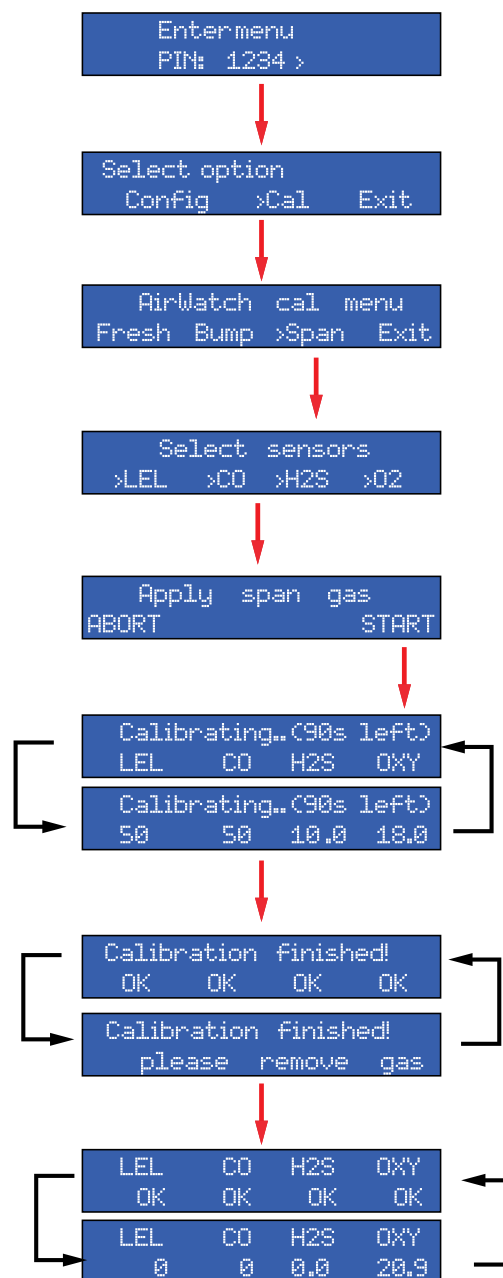 Enter menu
PIN: 1234 >
Select option
Config >Cal Exit
AirWatch cal menu
Fresh Bump >Span Exit
Select sensors
>LEL >CO >H2S >O2
Apply span gas
ABORT START
Calibrating..(90s left)
LEL CO H2S OXY
Calibrating..(90s left)
50 50 10.0 18.0
Calibration finished!
OK OK OK OK
Calibration finished!
please remove gas
LEL CO H2S OXY
OK OK OK OK
LEL CO H2S OXY
0 0 0.0 20.9